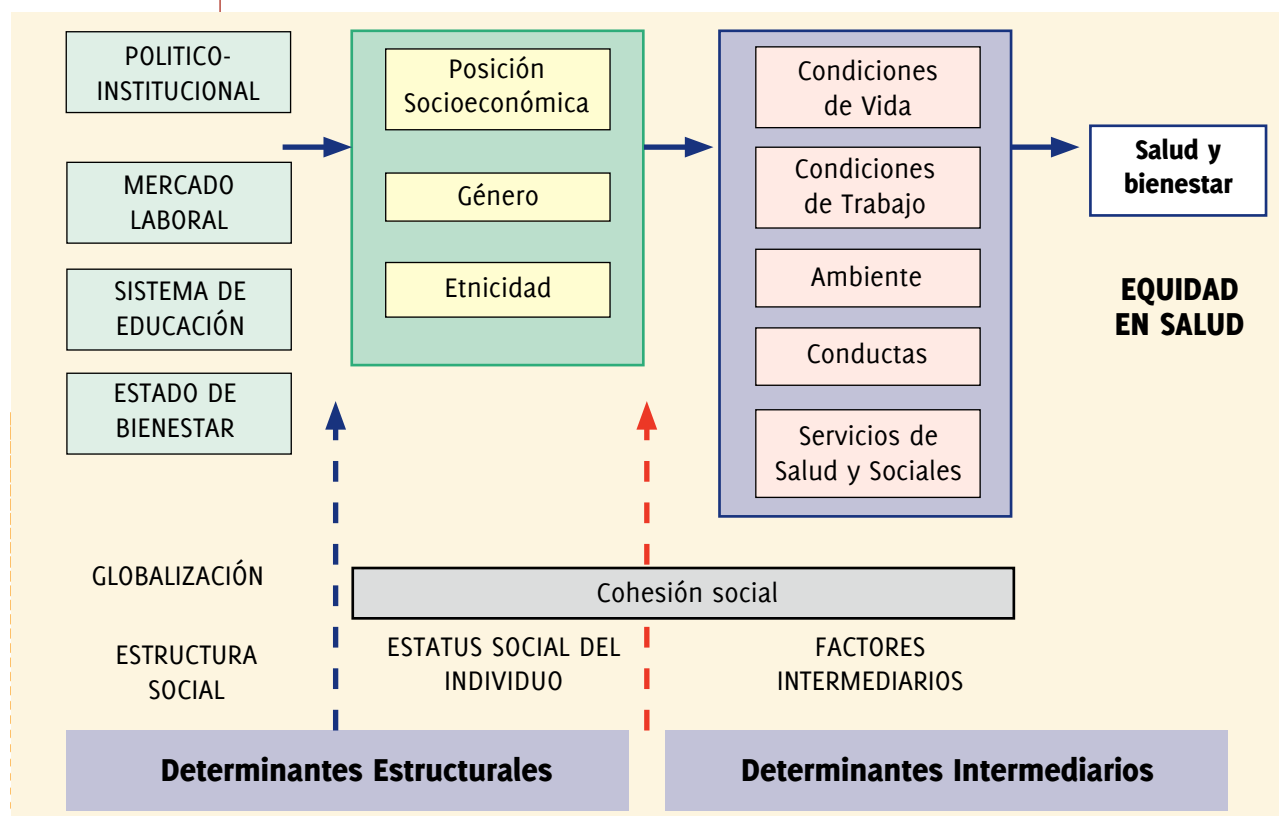 POLITICO-
INSTITUCIONAL
MERCADO
LABORAL
SISTEMA DE
EDUCACIÓN
ESTADO DE
BIENESTAR
Posición
Socioeconómica
Género
Etnicidad
Condiciones
de Vida
Condiciones
de Trabajo
Ambiente
Conductas
Servicios de
Salud y Sociales
Salud y
bienestar
EQUIDAD
EN SALUD
GLOBALIZACIÓN
Cohesión social
ESTRUCTURA
SOCIAL
ESTATUS SOCIAL DEL
INDIVIDUO
FACTORES
INTERMEDIARIOS
Determinantes Estructurales
Determinantes Intermediarios